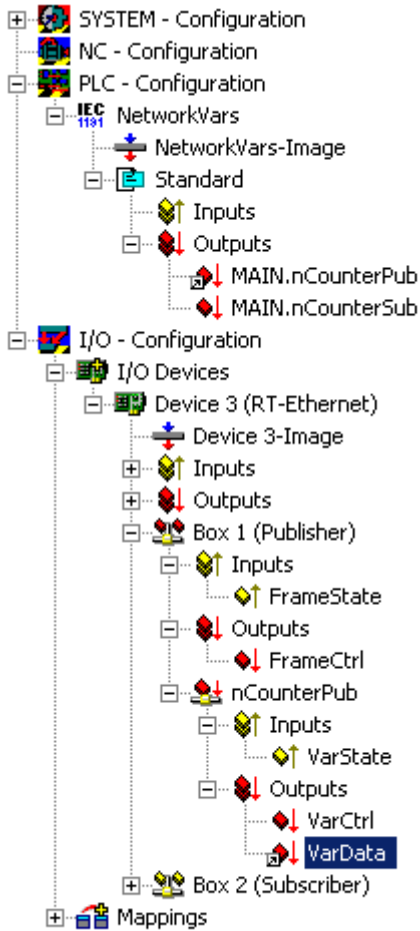 SYSTEM - Configuration
NC - Configuration
PLC - Configuration
IEC 1131 NetworkVars
NetworkVars-Image
Standard
Inputs
Outputs
MAIN.nCounterPub
MAIN.nCounterSub
I/O - Configuration
I/O Devices
Device 3 (RT-Ethernet)
Device 3-Image
Inputs
Outputs
Box 1 (Publisher)
Inputs
FrameState
Outputs
FrameCtrl
nCounterPub
Inputs
VarState
Outputs
VarCtrl
VarData
Box 2 (Subscriber)
Mappings